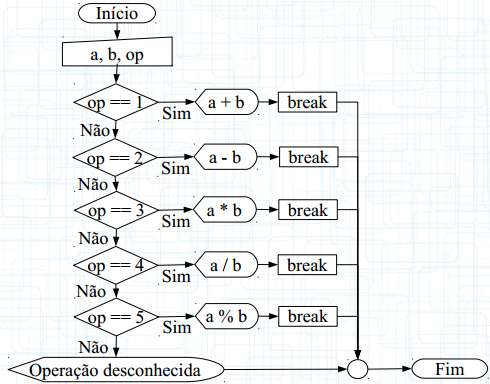 Início
a, b, op
op == 1
Sim
a + b
break
Não
op == 2
Sim
a - b
break
Não
op == 3
Sim
a * b
break
Não
op == 4
Sim
a / b
break
Não
op == 5
Sim
a % b
break
Não
Operação desconhecida
Fim